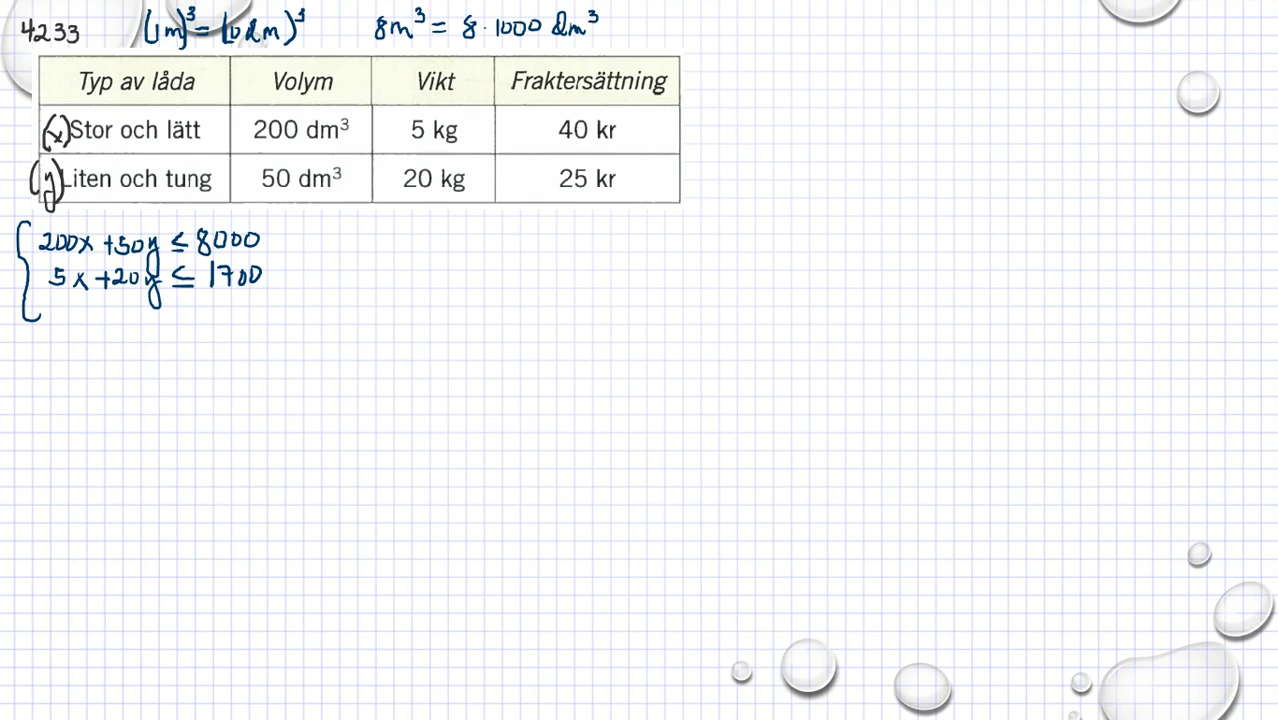 4233 (1m)³ = (10dm)³ 8m³ = 8·1000 dm³
Typ av låda Volym Vikt Fraktersättning
(x) Stor och lätt 200 dm³ 5 kg 40 kr
(y) Liten och tung 50 dm³ 20 kg 25 kr
200x + 50y ≤ 8000
5x + 20y ≤ 1700